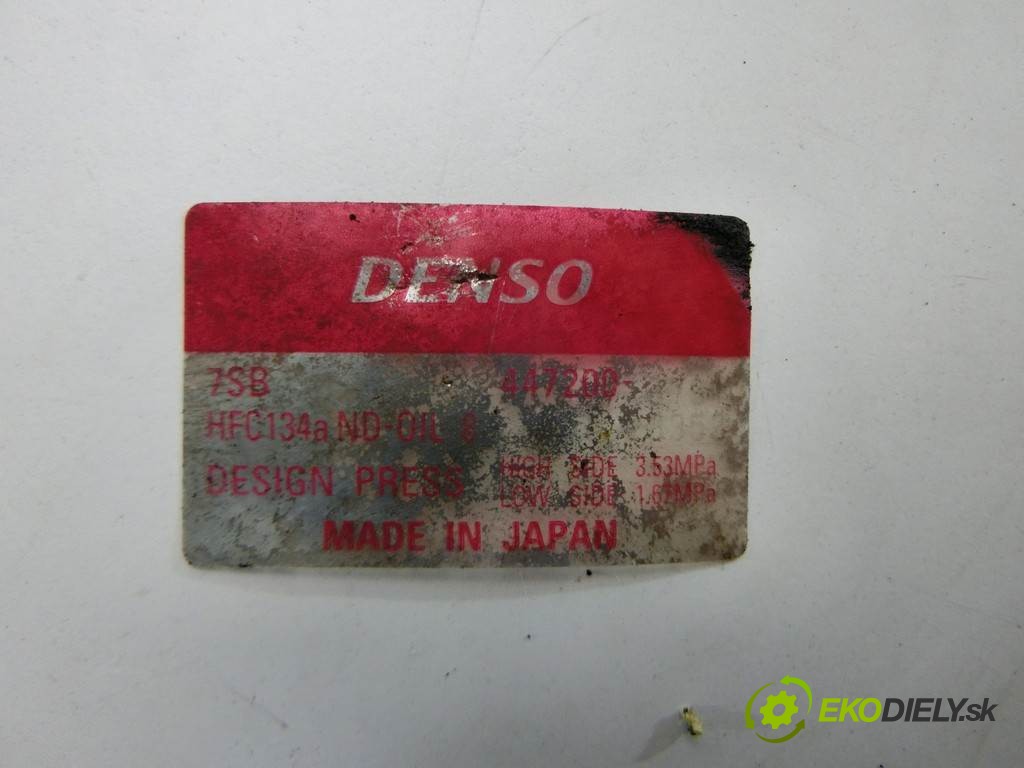 DENSO
7SB 447200-
HFC134a ND-OIL 8
DESIGN PRESS HIGH SIDE 3.53MPa
LOW SIDE 1.67MPa
MADE IN JAPAN
EKODIELY.sk